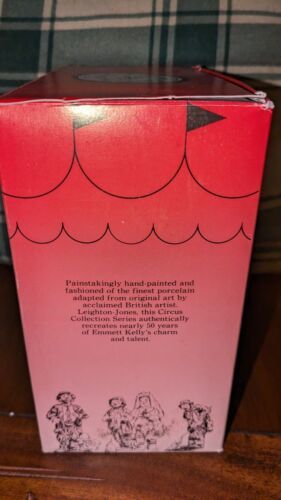 Painstakingly hand-painted and
fashioned of the finest porcelain
adapted from original art by
acclaimed British artist.
Leighton-Jones, this Circus
Collection Series authentically
recreates nearly 50 years
of Emmett Kelly's charm
and talent.